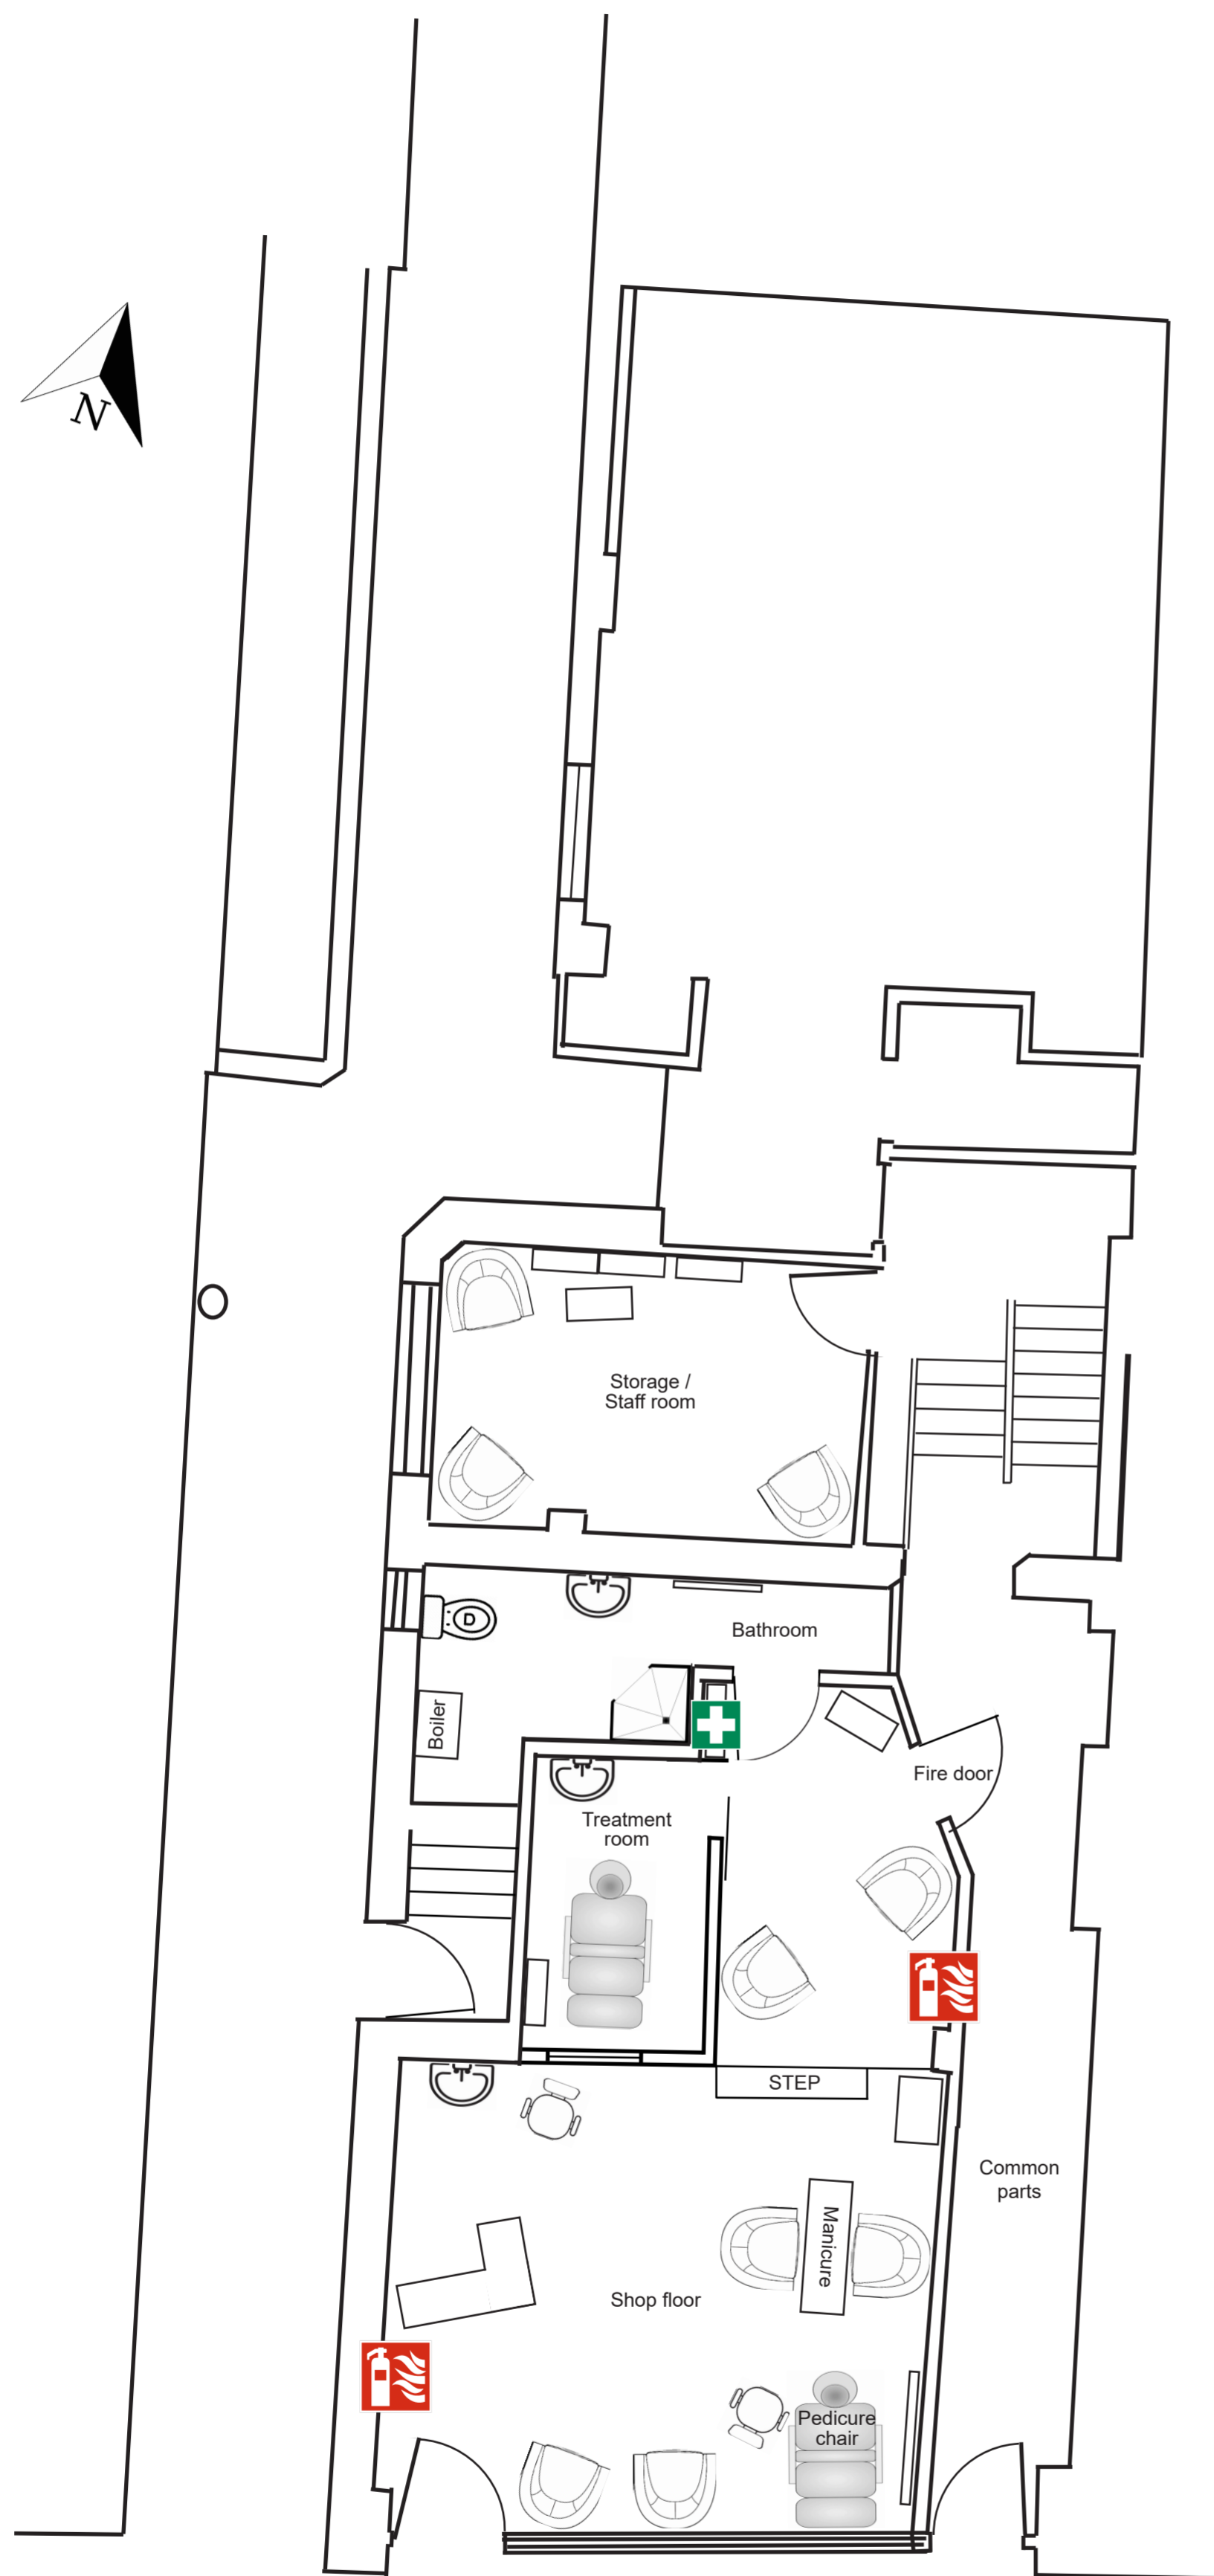 N
Storage /
Staff room
Bathroom
Boiler
Fire door
Treatment
room
STEP
Common
parts
Manicure
Shop floor
Pedicure
chair